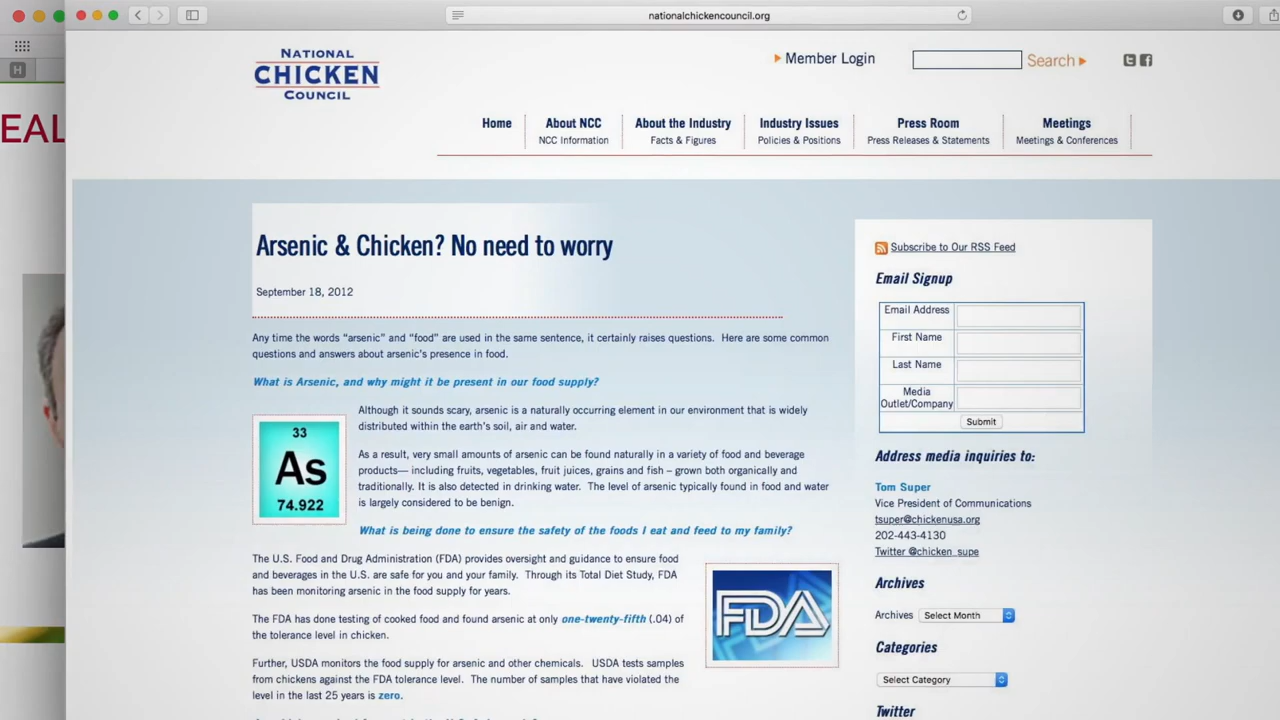 nationalchickencouncil.org
H
EAL
NATIONAL
CHICKEN
COUNCIL
Member Login
Search
Home
About NCC
NCC Information
About the Industry
Facts & Figures
Industry Issues
Policies & Positions
Press Room
Press Releases & Statements
Meetings
Meetings & Conferences
Arsenic & Chicken? No need to worry
September 18, 2012
Any time the words “arsenic” and “food” are used in the same sentence, it certainly raises questions. Here are some common
questions and answers about arsenic's presence in food.
What is Arsenic, and why might it be present in our food supply?
33
As
74.922
Although it sounds scary, arsenic is a naturally occurring element in our environment that is widely
distributed within the earth's soil, air and water.
As a result, very small amounts of arsenic can be found naturally in a variety of food and beverage
products— including fruits, vegetables, fruit juices, grains and fish – grown both organically and
traditionally. It is also detected in drinking water. The level of arsenic typically found in food and water
is largely considered to be benign.
What is being done to ensure the safety of the foods I eat and feed to my family?
The U.S. Food and Drug Administration (FDA) provides oversight and guidance to ensure food
and beverages in the U.S. are safe for you and your family. Through its Total Diet Study, FDA
has been monitoring arsenic in the food supply for years.
The FDA has done testing of cooked food and found arsenic at only one-twenty-fifth (.04) of
the tolerance level in chicken.
Further, USDA monitors the food supply for arsenic and other chemicals. USDA tests samples
from chickens against the FDA tolerance level. The number of samples that have violated the
level in the last 25 years is zero.
FDA
Subscribe to Our RSS Feed
Email Signup
Email Address
First Name
Last Name
Media
Outlet/Company
Submit
Address media inquiries to:
Tom Super
Vice President of Communications
tsuper@chickenusa.org
202-443-4130
Twitter @chicken_supe
Archives
Archives Select Month
Categories
Select Category
Twitter